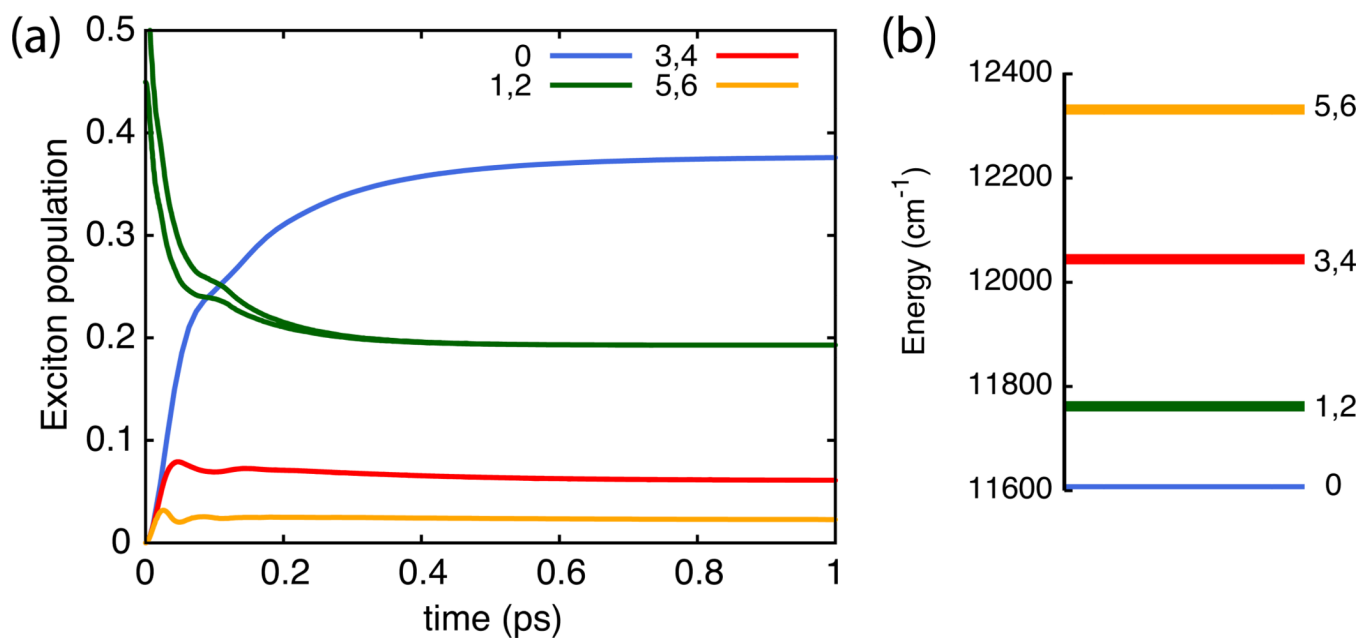 (a)
0.5
0.4
0.3
0.2
0.1
0
Exciton population
0 3,4
1,2 5,6
0 0.2 0.4 0.6 0.8 1
time (ps)
(b)
12400
12200
12000
11800
11600
Energy (cm-1)
5,6
3,4
1,2
0